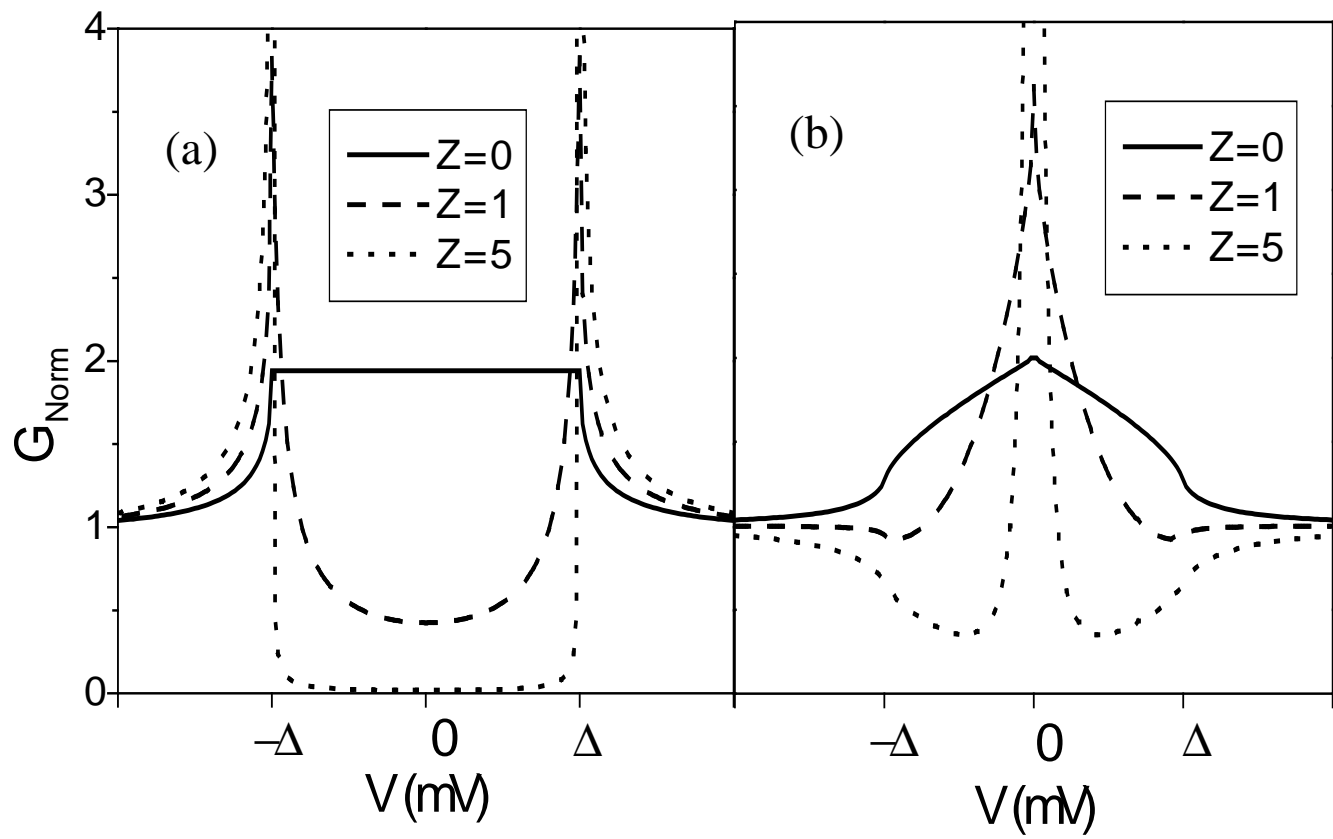 4
3
2
1
0
G_Norm
(a)
Z=0
Z=1
Z=5
−Δ 0 Δ
V (mV)
(b)
Z=0
Z=1
Z=5
−Δ 0 Δ
V (mV)